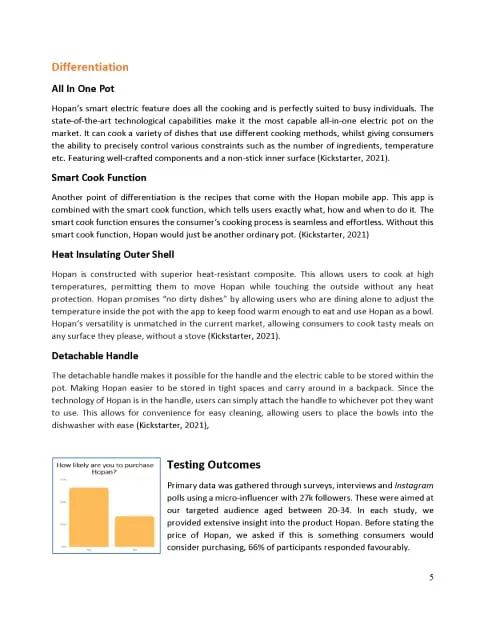 Differentiation
All In One Pot
Hopan's smart electric feature does all the cooking and is perfectly suited to busy individuals. The
state-of-the-art technological capabilities make it the most capable all-in-one electric pot on the
market. It can cook a variety of dishes that use different cooking methods, whilst giving consumers
the ability to precisely control various constraints such as the number of ingredients, temperature
etc. Featuring well-crafted components and a non-stick inner surface (Kickstarter, 2021).
Smart Cook Function
Another point of differentiation is the recipes that come with the Hopan mobile app. This app is
combined with the smart cook function, which tells users exactly what, how and when to do it. The
smart cook function ensures the consumer's cooking process is seamless and effortless. Without this
smart cook function, Hopan would just be another ordinary pot. (Kickstarter, 2021)
Heat Insulating Outer Shell
Hopan is constructed with superior heat-resistant composite. This allows users to cook at high
temperatures, permitting them to move Hopan while touching the outside without any heat
protection. Hopan promises "no dirty dishes" by allowing users who are dining alone to adjust the
temperature inside the pot with the app to keep food warm enough to eat and use Hopan as a bowl.
Hopan's versatility is unmatched in the current market, allowing consumers to cook tasty meals on
any surface they please, without a stove (Kickstarter, 2021).
Detachable Handle
The detachable handle makes it possible for the handle and the electric cable to be stored within the
pot. Making Hopan easier to be stored in tight spaces and carry around in a backpack. Since the
technology of Hopan is in the handle, users can simply attach the handle to whichever pot they want
to use. This allows for convenience for easy cleaning, allowing users to place the bowls into the
dishwasher with ease (Kickstarter, 2021),
How likely are you to purchase
Hopan?
Testing Outcomes
Primary data was gathered through surveys, interviews and Instagram
polls using a micro-influencer with 27k followers. These were aimed at
our targeted audience aged between 20-34. In each study, we
provided extensive insight into the product Hopan. Before stating the
price of Hopan, we asked if this is something consumers would
consider purchasing, 66% of participants responded favourably.
5